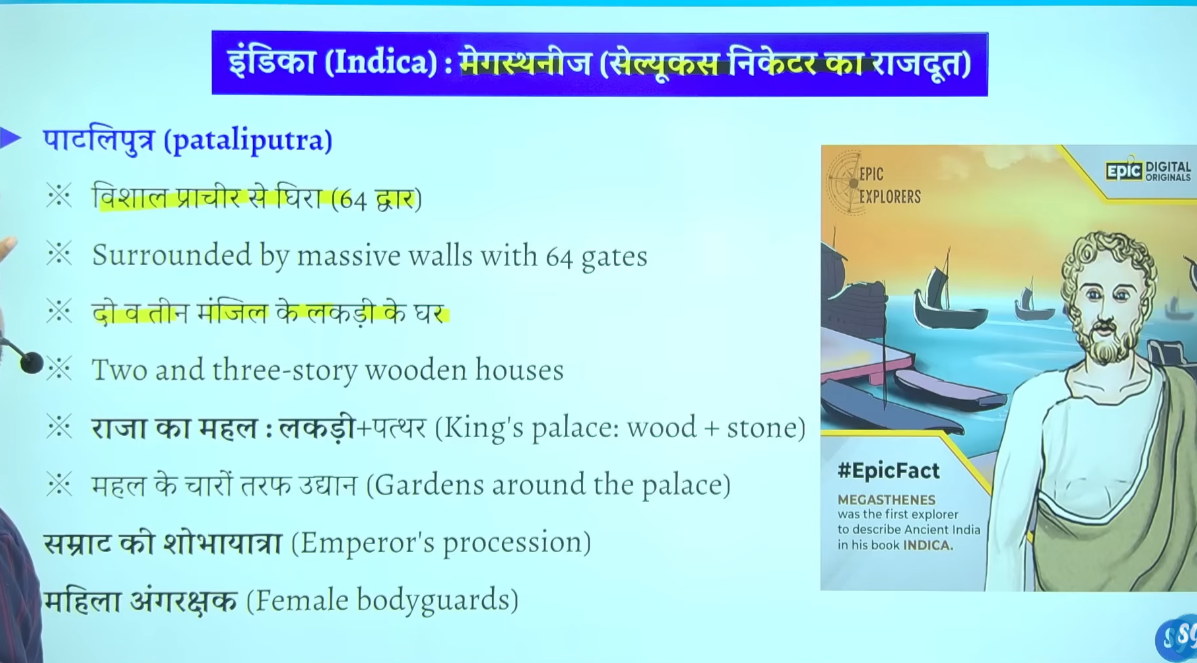 इंडिका (Indica) : मेगस्थनीज (सेल्यूकस निकेटर का राजदूत)
पाटलिपुत्र (pataliputra)
※ विशाल प्राचीर से घिरा (64 द्वार)
※ Surrounded by massive walls with 64 gates
※ दो व तीन मंजिल के लकड़ी के घर
※ Two and three-story wooden houses
※ राजा का महल : लकड़ी+पत्थर (King's palace: wood + stone)
※ महल के चारों तरफ उद्यान (Gardens around the palace)
सम्राट की शोभायात्रा (Emperor's procession)
महिला अंगरक्षक (Female bodyguards)
EPIC
EXPLORERS
EPIC DIGITAL
ORIGINALS
#EpicFact
MEGASTHENES
was the first explorer
to describe Ancient India
in his book INDICA.